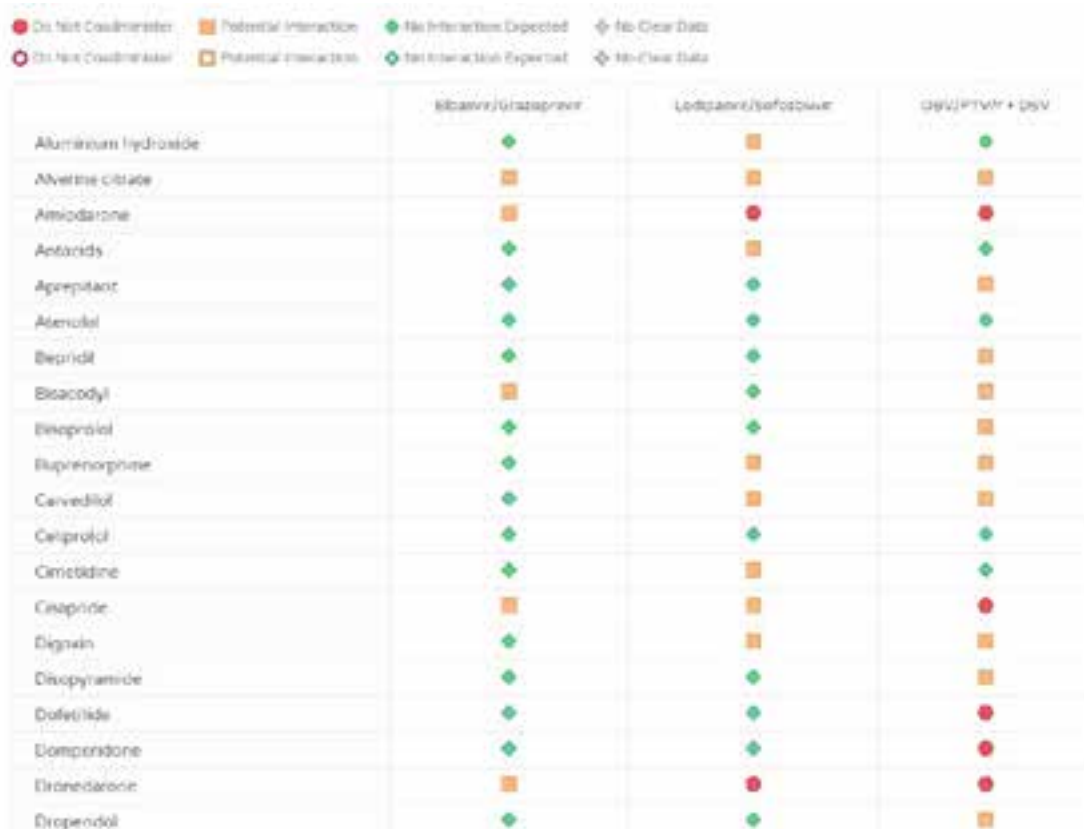 Do Not Coadminister Potential Interaction No Interaction Expected No Clear Data
Do Not Coadminister Potential Interaction No Interaction Expected No Clear Data
Elbasvir/Grazoprevir Ledipasvir/Sofosbuvir OBV/PTV/r + DSV
Aluminium hydroxide
Alverine citrate
Amiodarone
Antacids
Aprepitant
Atenolol
Bepridil
Bisacodyl
Bisoprolol
Buprenorphine
Carvedilol
Celiprolol
Cimetidine
Cisapride
Digoxin
Disopyramide
Dofetilide
Domperidone
Dronedarone
Droperidol